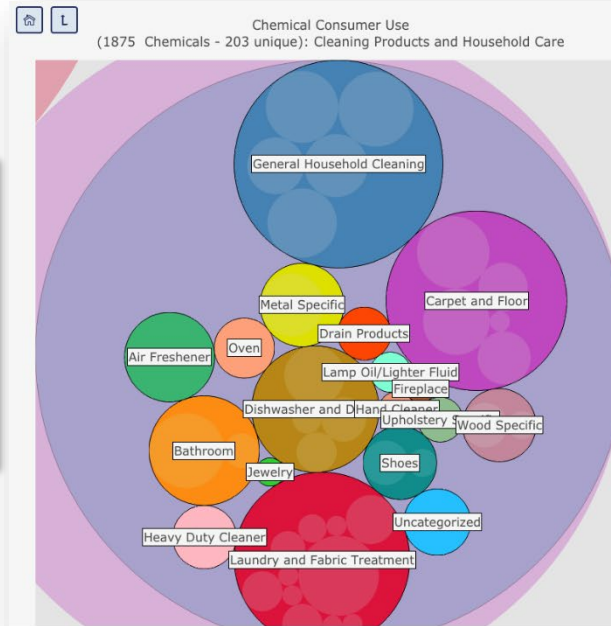 Chemical Consumer Use
(1875 Chemicals - 203 unique): Cleaning Products and Household Care
General Household Cleaning
Metal Specific
Carpet and Floor
Drain Products
Air Freshener
Oven
Lamp Oil/Lighter Fluid
Fireplace
Dishwasher and D
Hand Cleaner
Upholstery
Wood Specific
Bathroom
Shoes
Jewelry
Uncategorized
Heavy Duty Cleaner
Laundry and Fabric Treatment